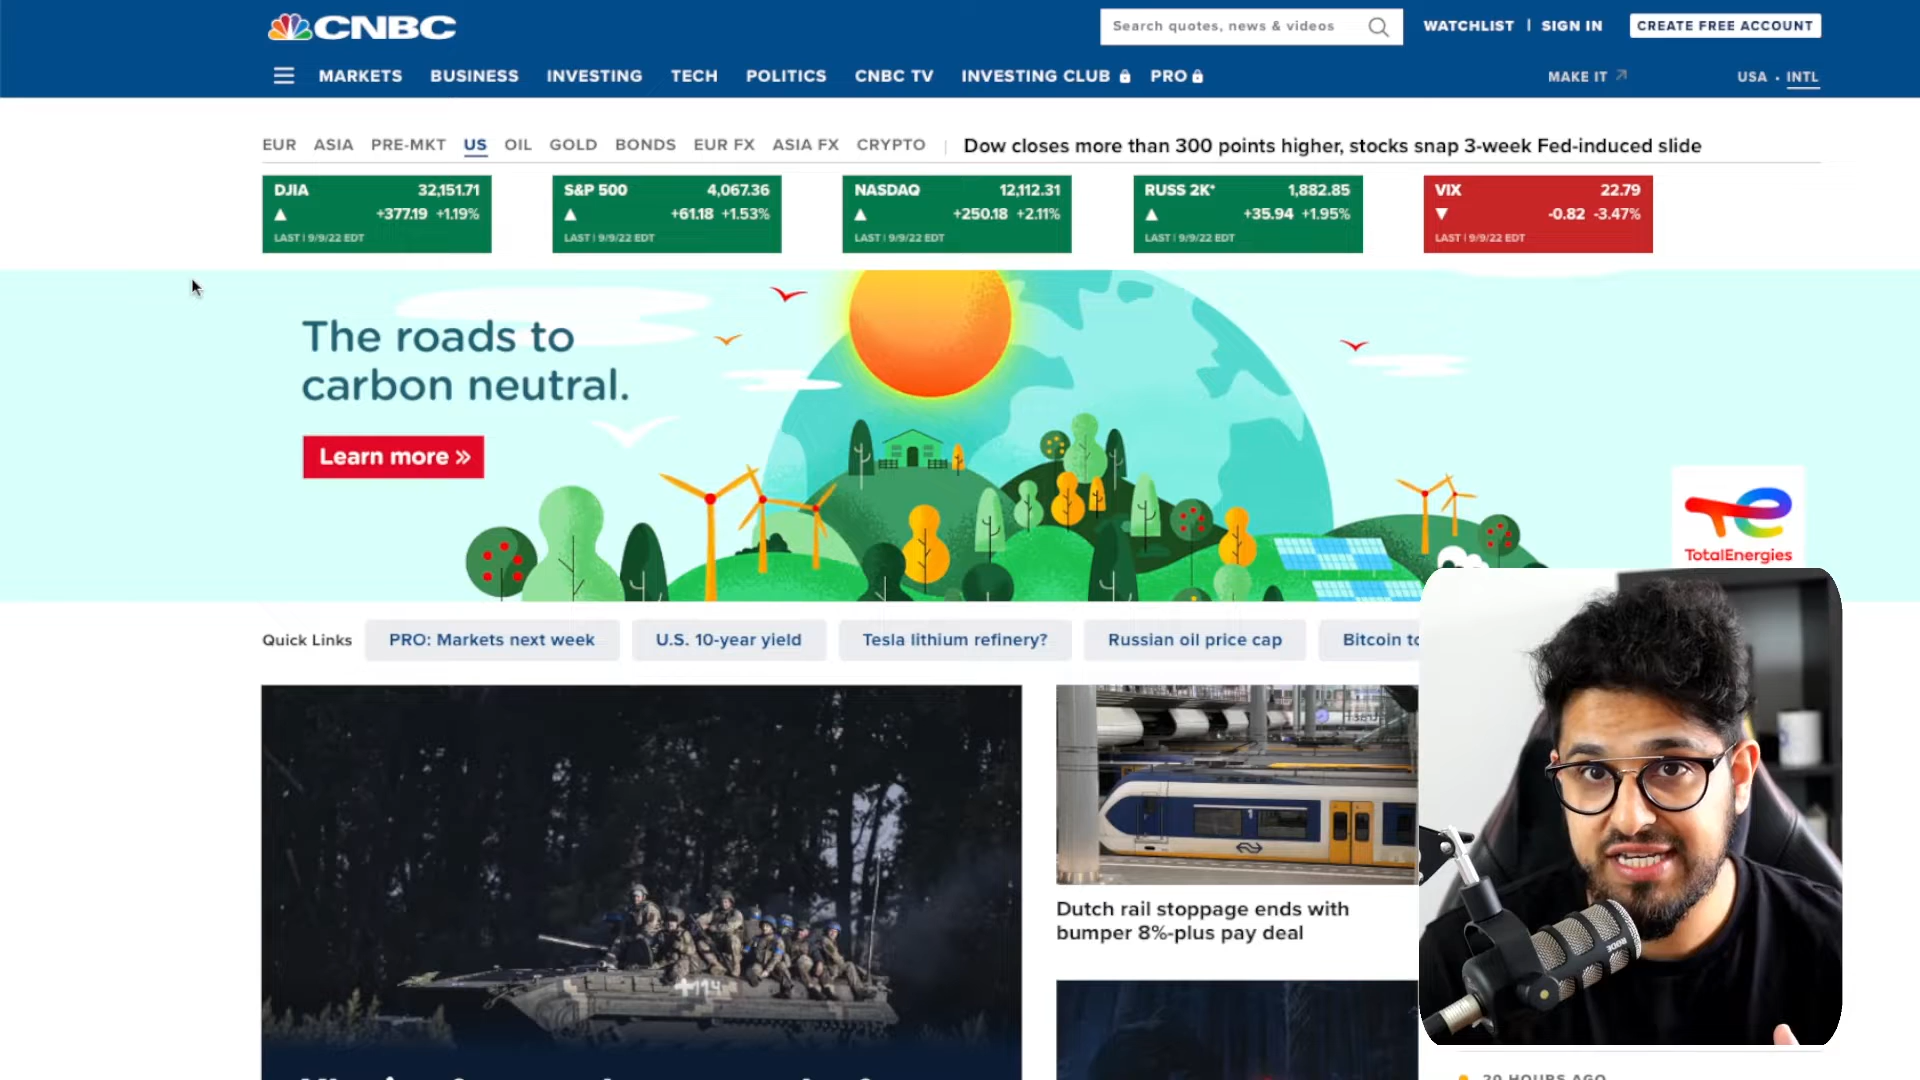 CNBC
Search quotes, news & videos
WATCHLIST | SIGN IN
CREATE FREE ACCOUNT
MARKETS BUSINESS INVESTING TECH POLITICS CNBC TV INVESTING CLUB PRO
MAKE IT
USA • INTL
EUR ASIA PRE-MKT US OIL GOLD BONDS EUR FX ASIA FX CRYPTO
Dow closes more than 300 points higher, stocks snap 3-week Fed-induced slide
DJIA 32,151.71
▲ +377.19 +1.19%
LAST | 9/9/22 EDT
S&P 500 4,067.36
▲ +61.18 +1.53%
LAST | 9/9/22 EDT
NASDAQ 12,112.31
▲ +250.18 +2.11%
LAST | 9/9/22 EDT
RUSS 2K* 1,882.85
▲ +35.94 +1.95%
LAST | 9/9/22 EDT
VIX 22.79
▼ -0.82 -3.47%
LAST | 9/9/22 EDT
The roads to
carbon neutral.
Learn more »
TotalEnergies
Quick Links
PRO: Markets next week
U.S. 10-year yield
Tesla lithium refinery?
Russian oil price cap
Bitcoin
114
1
Dutch rail stoppage ends with
bumper 8%-plus pay deal
RODE
20 HOURS AGO